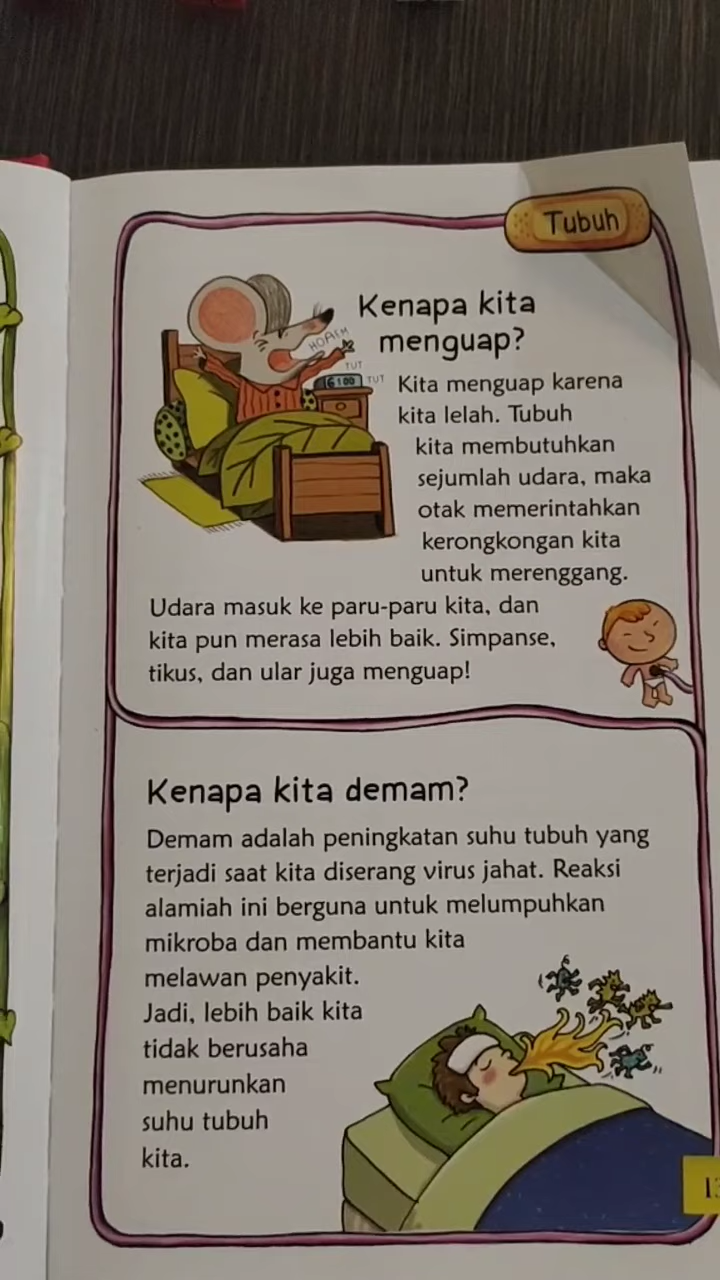 Tubuh
Kenapa kita
menguap?
HOAEM
TUT
TUT
6:00
Kita menguap karena
kita lelah. Tubuh
kita membutuhkan
sejumlah udara, maka
otak memerintahkan
kerongkongan kita
untuk merenggang.
Udara masuk ke paru-paru kita, dan
kita pun merasa lebih baik. Simpanse,
tikus, dan ular juga menguap!
Kenapa kita demam?
Demam adalah peningkatan suhu tubuh yang
terjadi saat kita diserang virus jahat. Reaksi
alamiah ini berguna untuk melumpuhkan
mikroba dan membantu kita
melawan penyakit.
Jadi, lebih baik kita
tidak berusaha
menurunkan
suhu tubuh
kita.